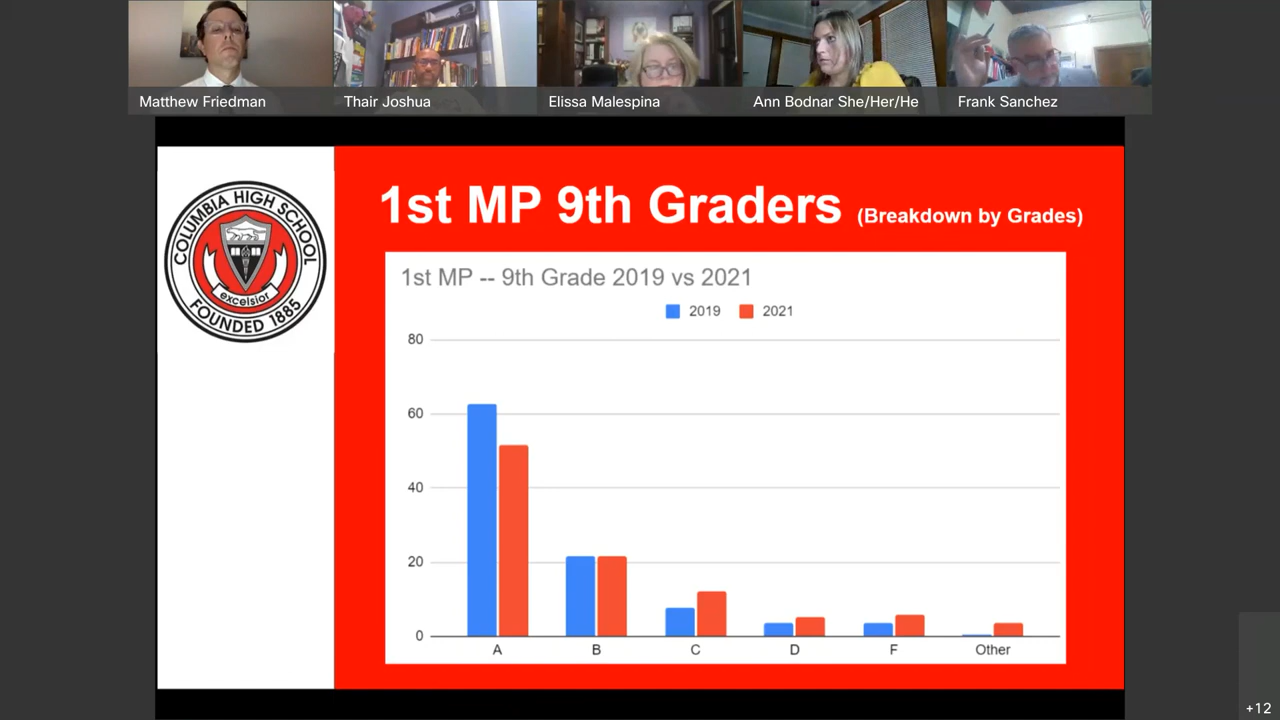 Matthew Friedman
Thair Joshua
Elissa Malespina
Ann Bodnar She/Her/He
Frank Sanchez
COLUMBIA HIGH SCHOOL
excelsior
FOUNDED 1885
1st MP 9th Graders (Breakdown by Grades)
1st MP -- 9th Grade 2019 vs 2021
2019 2021
80
60
40
20
0
A B C D F Other
+12